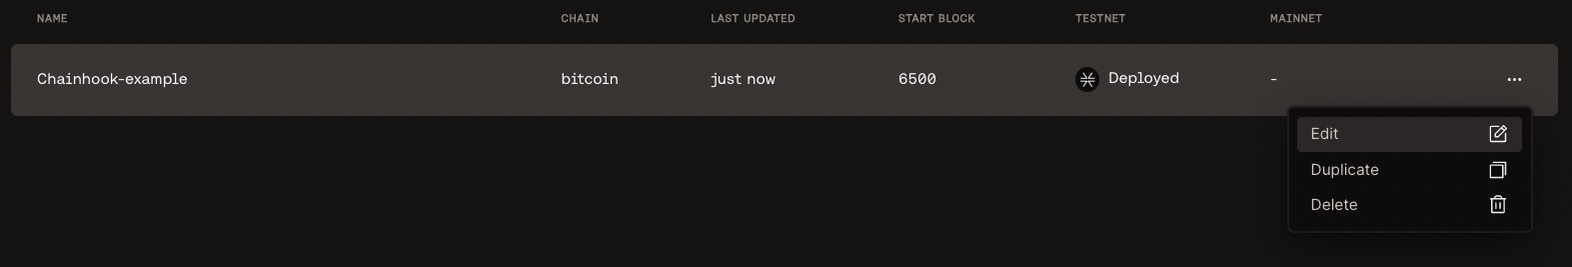 NAME CHAIN LAST UPDATED START BLOCK TESTNET MAINNET
Chainhook-example bitcoin just now 6500 Deployed -
Edit
Duplicate
Delete